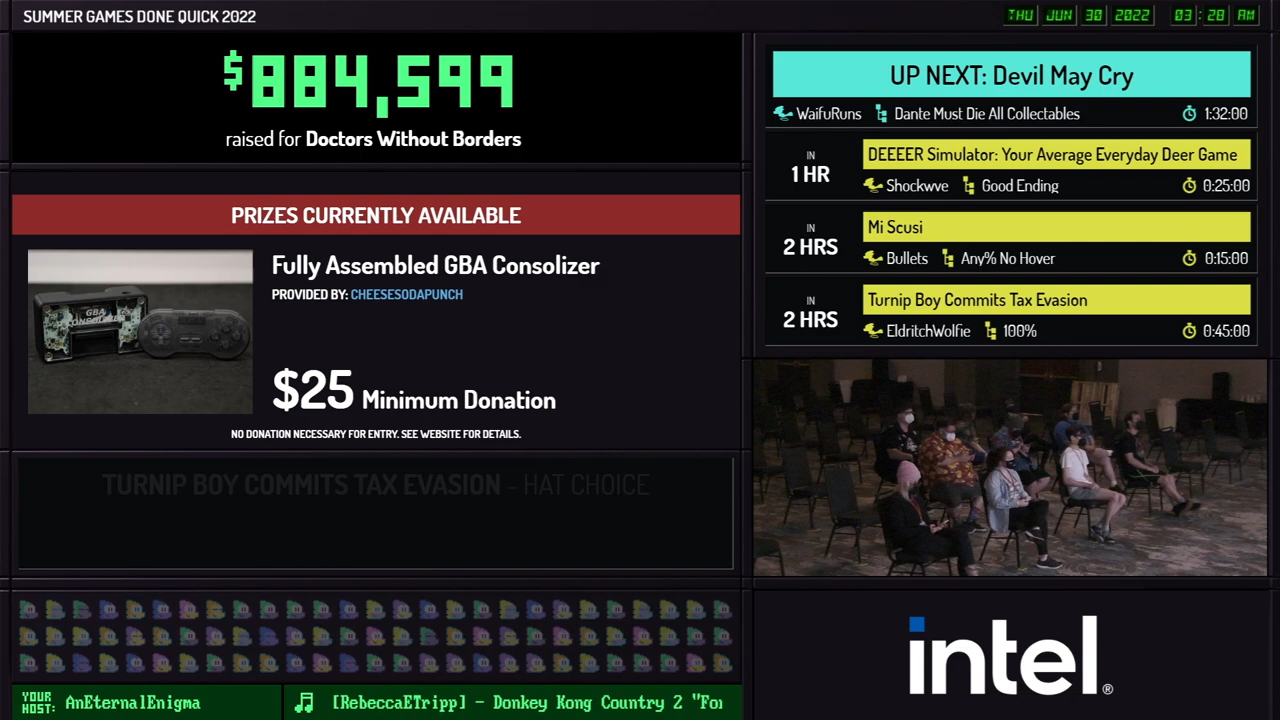 SUMMER GAMES DONE QUICK 2022
THU JUN 30 2022 03:20 AM
$884,599
raised for Doctors Without Borders
PRIZES CURRENTLY AVAILABLE
GBA
CONSOLIZER
Fully Assembled GBA Consolizer
PROVIDED BY: CHEESESODAPUNCH
$25 Minimum Donation
NO DONATION NECESSARY FOR ENTRY. SEE WEBSITE FOR DETAILS.
TURNIP BOY COMMITS TAX EVASION - HAT CHOICE
YOUR HOST: AnEternalEnigma
[RebeccaETripp] - Donkey Kong Country 2 "For
UP NEXT: Devil May Cry
WaifuRuns Dante Must Die All Collectables 1:32:00
IN 1 HR
DEEEER Simulator: Your Average Everyday Deer Game
Shockwve Good Ending 0:25:00
IN 2 HRS
Mi Scusi
Bullets Any% No Hover 0:15:00
IN 2 HRS
Turnip Boy Commits Tax Evasion
EldritchWolfie 100% 0:45:00
intel®